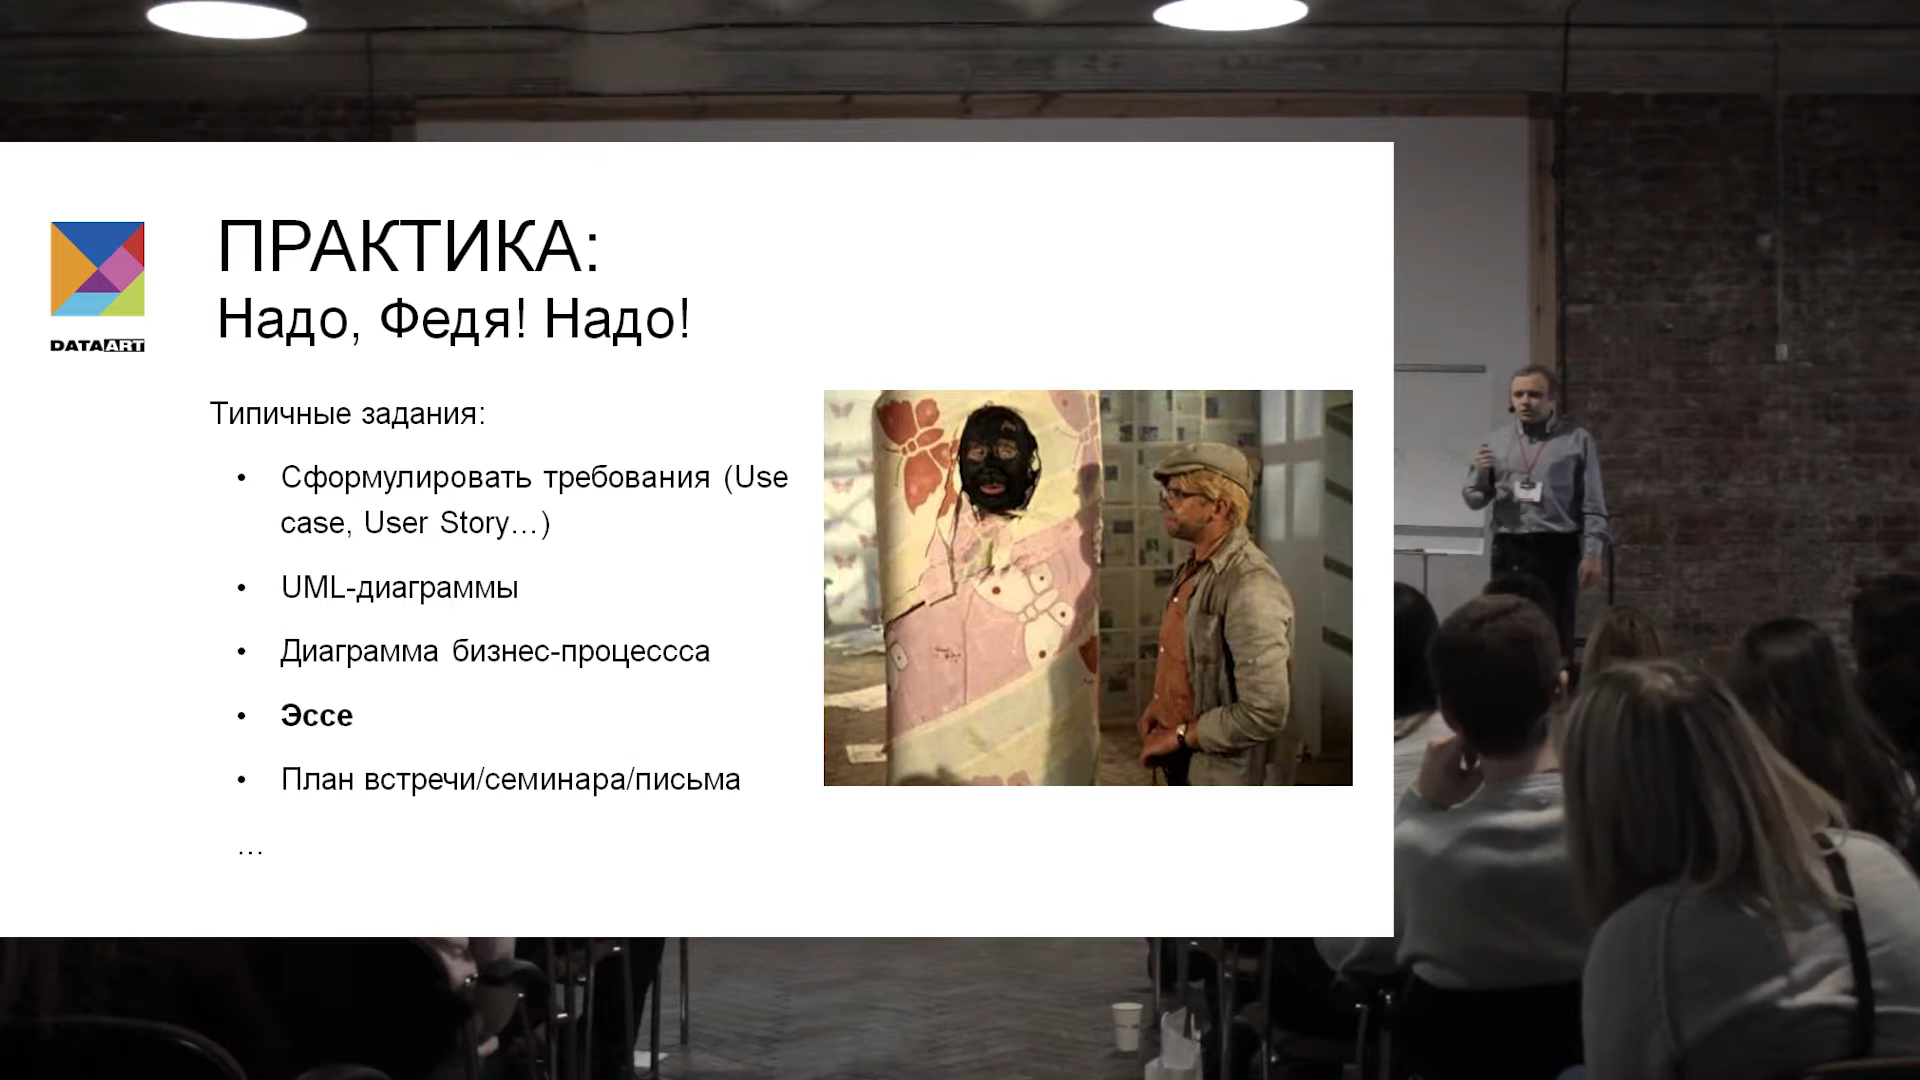 ПРАКТИКА:
Надо, Федя! Надо!
DATAART
Типичные задания:
• Сформулировать требования (Use
case, User Story…)
• UML-диаграммы
• Диаграмма бизнес-процессса
• Эссе
• План встречи/семинара/письма
…